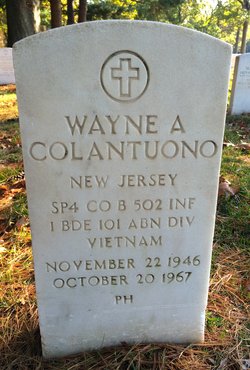 WAYNE A
COLANTUONO
NEW JERSEY
SP4 CO B 502 INF
1 BDE 101 ABN DIV
VIETNAM
NOVEMBER 22 1946
OCTOBER 20 1967
PH